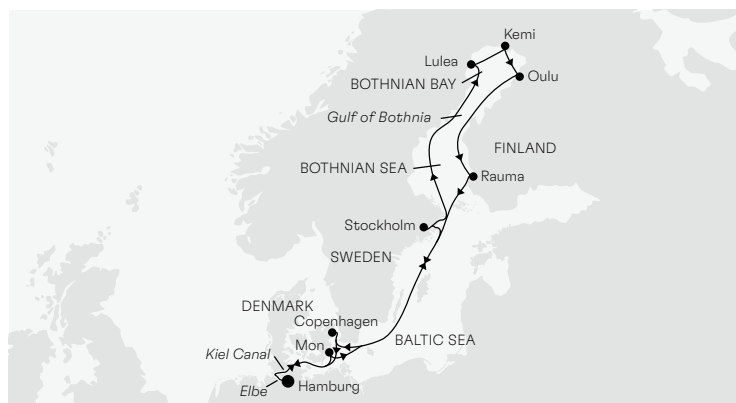 Kemi
Lulea
Oulu
BOTHNIAN BAY
Gulf of Bothnia
FINLAND
BOTHNIAN SEA
Rauma
Stockholm
SWEDEN
DENMARK
Copenhagen
BALTIC SEA
Mon
Kiel Canal
Hamburg
Elbe